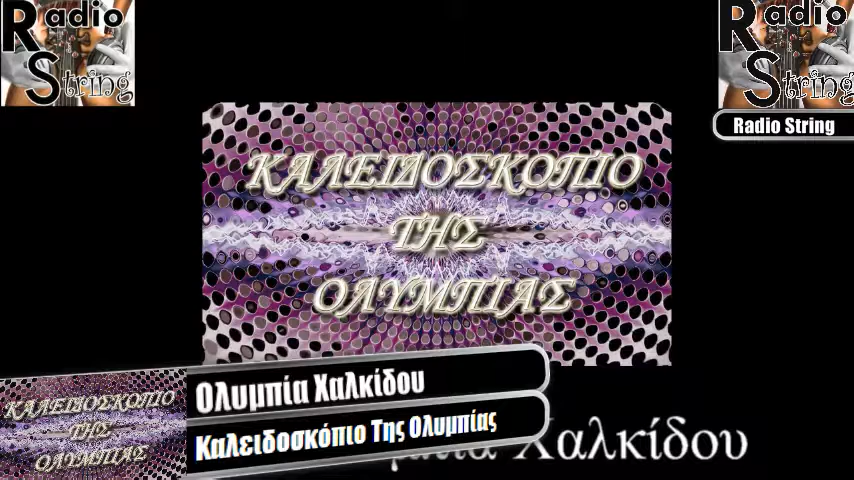 Radio
String
Radio
String
Radio String
ΚΑΛΕΙΔΟΣΚΟΠΙΟ
ΤΗΣ
ΟΛΥΜΠΙΑΣ
Ολυμπία Χαλκίδου
Καλειδοσκόπιο Της Ολυμπίας
Χαλκίδου
ΚΑΛΕΙΔΟΣΚΟΠΙΟ
ΤΗΣ
ΟΛΥΜΠΙΑΣ